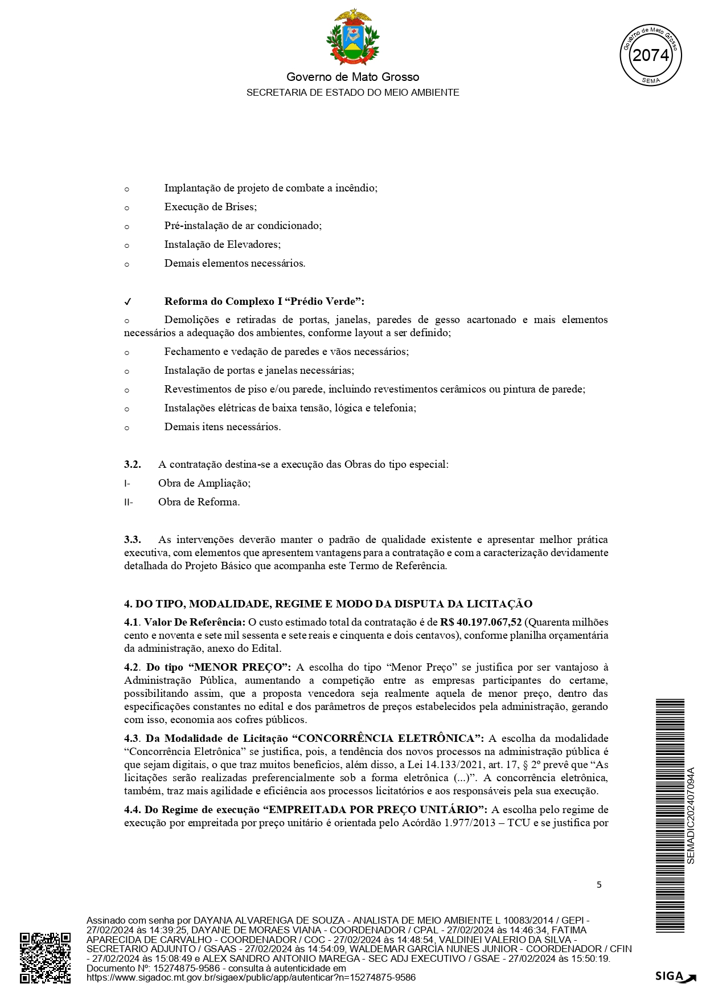 Governo de Mato Grosso
SECRETARIA DE ESTADO DO MEIO AMBIENTE
Governo de Mato Grosso
2074
SEMA
o Implantação de projeto de combate a incêndio;
o Execução de Brises;
o Pré-instalação de ar condicionado;
o Instalação de Elevadores;
o Demais elementos necessários.
✓ Reforma do Complexo I “Prédio Verde”:
o Demolições e retiradas de portas, janelas, paredes de gesso acartonado e mais elementos
necessários a adequação dos ambientes, conforme layout a ser definido;
o Fechamento e vedação de paredes e vãos necessários;
o Instalação de portas e janelas necessárias;
o Revestimentos de piso e/ou parede, incluindo revestimentos cerâmicos ou pintura de parede;
o Instalações elétricas de baixa tensão, lógica e telefonia;
o Demais itens necessários.
3.2. A contratação destina-se a execução das Obras do tipo especial:
I- Obra de Ampliação;
II- Obra de Reforma.
3.3. As intervenções deverão manter o padrão de qualidade existente e apresentar melhor prática
executiva, com elementos que apresentem vantagens para a contratação e com a caracterização devidamente
detalhada do Projeto Básico que acompanha este Termo de Referência.
4. DO TIPO, MODALIDADE, REGIME E MODO DA DISPUTA DA LICITAÇÃO
4.1. Valor De Referência: O custo estimado total da contratação é de R$ 40.197.067,52 (Quarenta milhões
cento e noventa e sete mil sessenta e sete reais e cinquenta e dois centavos), conforme planilha orçamentária
da administração, anexo do Edital.
4.2. Do tipo “MENOR PREÇO”: A escolha do tipo “Menor Preço” se justifica por ser vantajoso à
Administração Pública, aumentando a competição entre as empresas participantes do certame,
possibilitando assim, que a proposta vencedora seja realmente aquela de menor preço, dentro das
especificações constantes no edital e dos parâmetros de preços estabelecidos pela administração, gerando
com isso, economia aos cofres públicos.
4.3. Da Modalidade de Licitação “CONCORRÊNCIA ELETRÔNICA”: A escolha da modalidade
“Concorrência Eletrônica” se justifica, pois, a tendência dos novos processos na administração pública é
que sejam digitais, o que traz muitos benefícios, além disso, a Lei 14.133/2021, art. 17, § 2º prevê que “As
licitações serão realizadas preferencialmente sob a forma eletrônica (...)”. A concorrência eletrônica,
também, traz mais agilidade e eficiência aos processos licitatórios e aos responsáveis pela sua execução.
4.4. Do Regime de execução “EMPREITADA POR PREÇO UNITÁRIO”: A escolha pelo regime de
execução por empreitada por preço unitário é orientada pelo Acórdão 1.977/2013 – TCU e se justifica por
5
SEMADIC202407094A
Assinado com senha por DAYANA ALVARENGA DE SOUZA - ANALISTA DE MEIO AMBIENTE L 10083/2014 / GEPI -
27/02/2024 às 14:39:25, DAYANE DE MORAES VIANA - COORDENADOR / CPAL - 27/02/2024 às 14:46:34, FATIMA
APARECIDA DE CARVALHO - COORDENADOR / COC - 27/02/2024 às 14:48:54, VALDINEI VALERIO DA SILVA -
SECRETARIO ADJUNTO / GSAAS - 27/02/2024 às 14:54:09, WALDEMAR GARCIA NUNES JUNIOR - COORDENADOR / CFIN
- 27/02/2024 às 15:08:49 e ALEX SANDRO ANTONIO MAREGA - SEC ADJ EXECUTIVO / GSAE - 27/02/2024 às 15:50:19.
Documento Nº: 15274875-9586 - consulta à autenticidade em
https://www.sigadoc.mt.gov.br/sigaex/public/app/autenticar?n=15274875-9586
SIGA